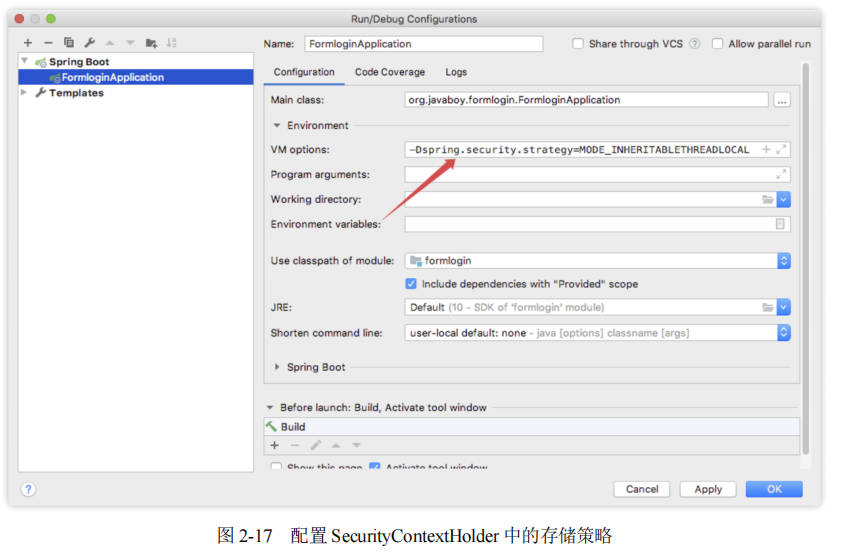 Run/Debug Configurations
Name: FormloginApplication Share through VCS ? Allow parallel run
Spring Boot
FormloginApplication
Templates
Configuration Code Coverage Logs
Main class: org.javaboy.formlogin.FormloginApplication ...
Environment
VM options: -Dspring.security.strategy=MODE_INHERITABLETHREADLOCAL
Program arguments:
Working directory:
Environment variables:
Use classpath of module: formlogin
Include dependencies with "Provided" scope
JRE: Default (10 - SDK of 'formlogin' module)
Shorten command line: user-local default: none - java [options] classname [args]
Spring Boot
Before launch: Build, Activate tool window
Build
Show this page Activate tool window
? Cancel Apply OK
图 2-17 配置 SecurityContextHolder 中的存储策略